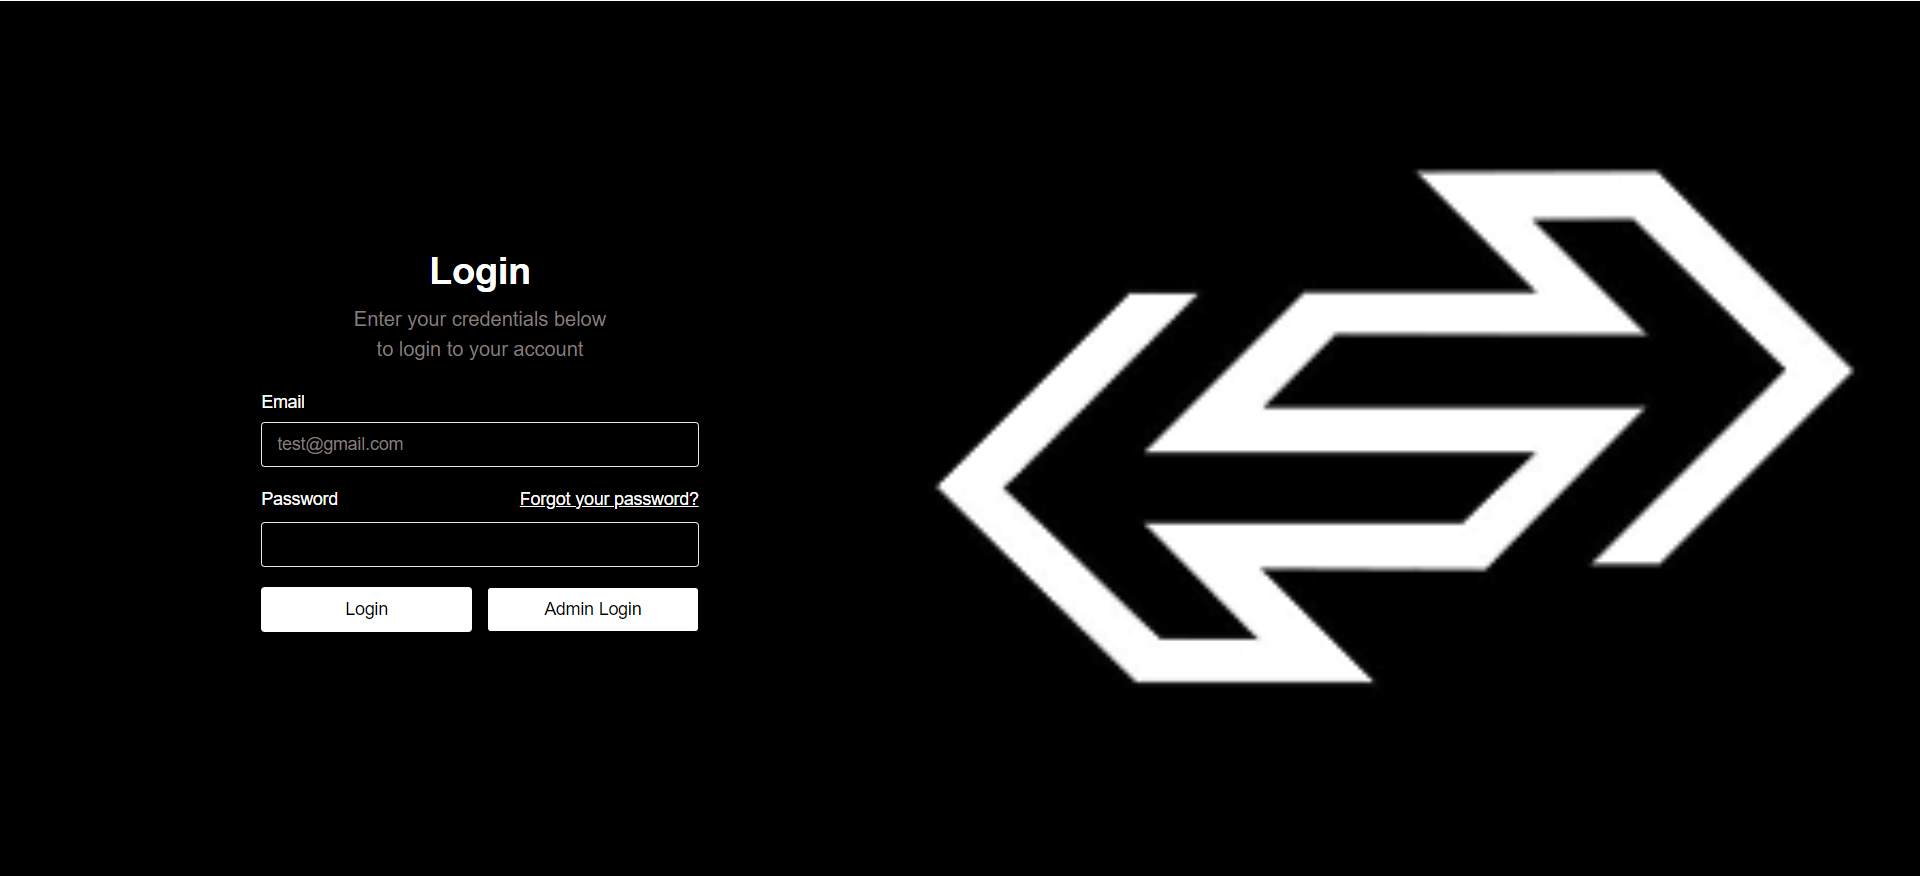 Login
Enter your credentials below
to login to your account
Email
test@gmail.com
Password
Forgot your password?
Login
Admin Login